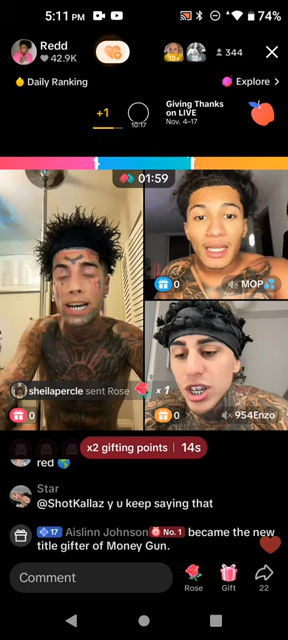 5:11 PM
74%
Redd
42.9K
344
Daily Ranking
Explore >
+1
10:17
Giving Thanks
on LIVE
Nov. 4-17
01:59
0
MOP💦
sheilapercle sent Rose 🌹 x 1
0
0
954Enzo
x2 gifting points | 14s
red 🌎
Star
@ShotKallaz y u keep saying that
17 Aislinn Johnson No. 1 became the new
title gifter of Money Gun.
Comment
Rose
Gift
22